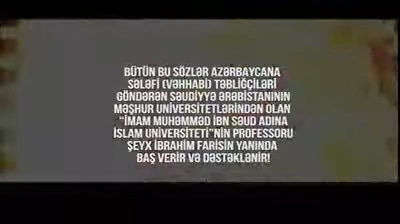 BÜTÜN BU SÖZLƏR AZƏRBAYCANA
SƏLƏFİ (VƏHHABİ) TƏBLİĞÇİLƏRİ
GÖNDƏRƏN SƏUDİYYƏ ƏRƏBİSTANININ
MƏŞHUR UNİVERSİTETLƏRİNDƏN OLAN
"İMAM MUHƏMMƏD İBN SƏUD ADINA
İSLAM UNİVERSİTETİ"NİN PROFESSORU
ŞEYX İBRAHİM FARİSİN YANINDA
BAŞ VERİR VƏ DƏSTƏKLƏNİR!